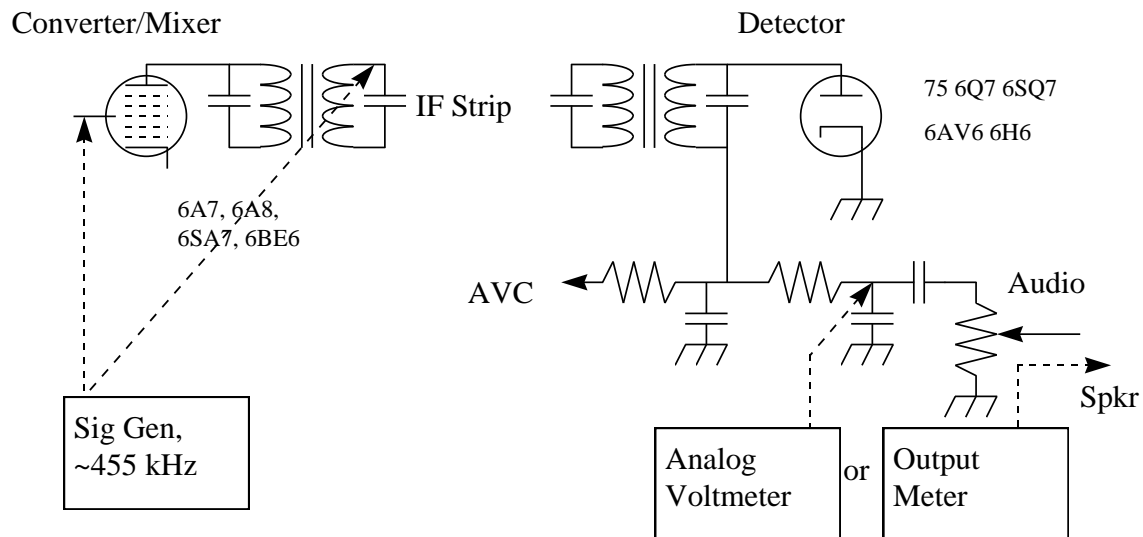 Converter/Mixer
Detector
75 6Q7 6SQ7
6AV6 6H6
IF Strip
6A7, 6A8,
6SA7, 6BE6
AVC
Audio
Spkr
Sig Gen,
~455 kHz
Analog
Voltmeter
or
Output
Meter